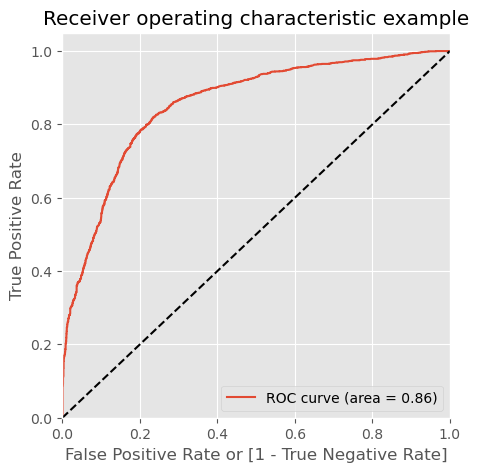 Receiver operating characteristic example
True Positive Rate
1.0
0.8
0.6
0.4
0.2
0.0
ROC curve (area = 0.86)
0.0 0.2 0.4 0.6 0.8 1.0
False Positive Rate or [1 - True Negative Rate]